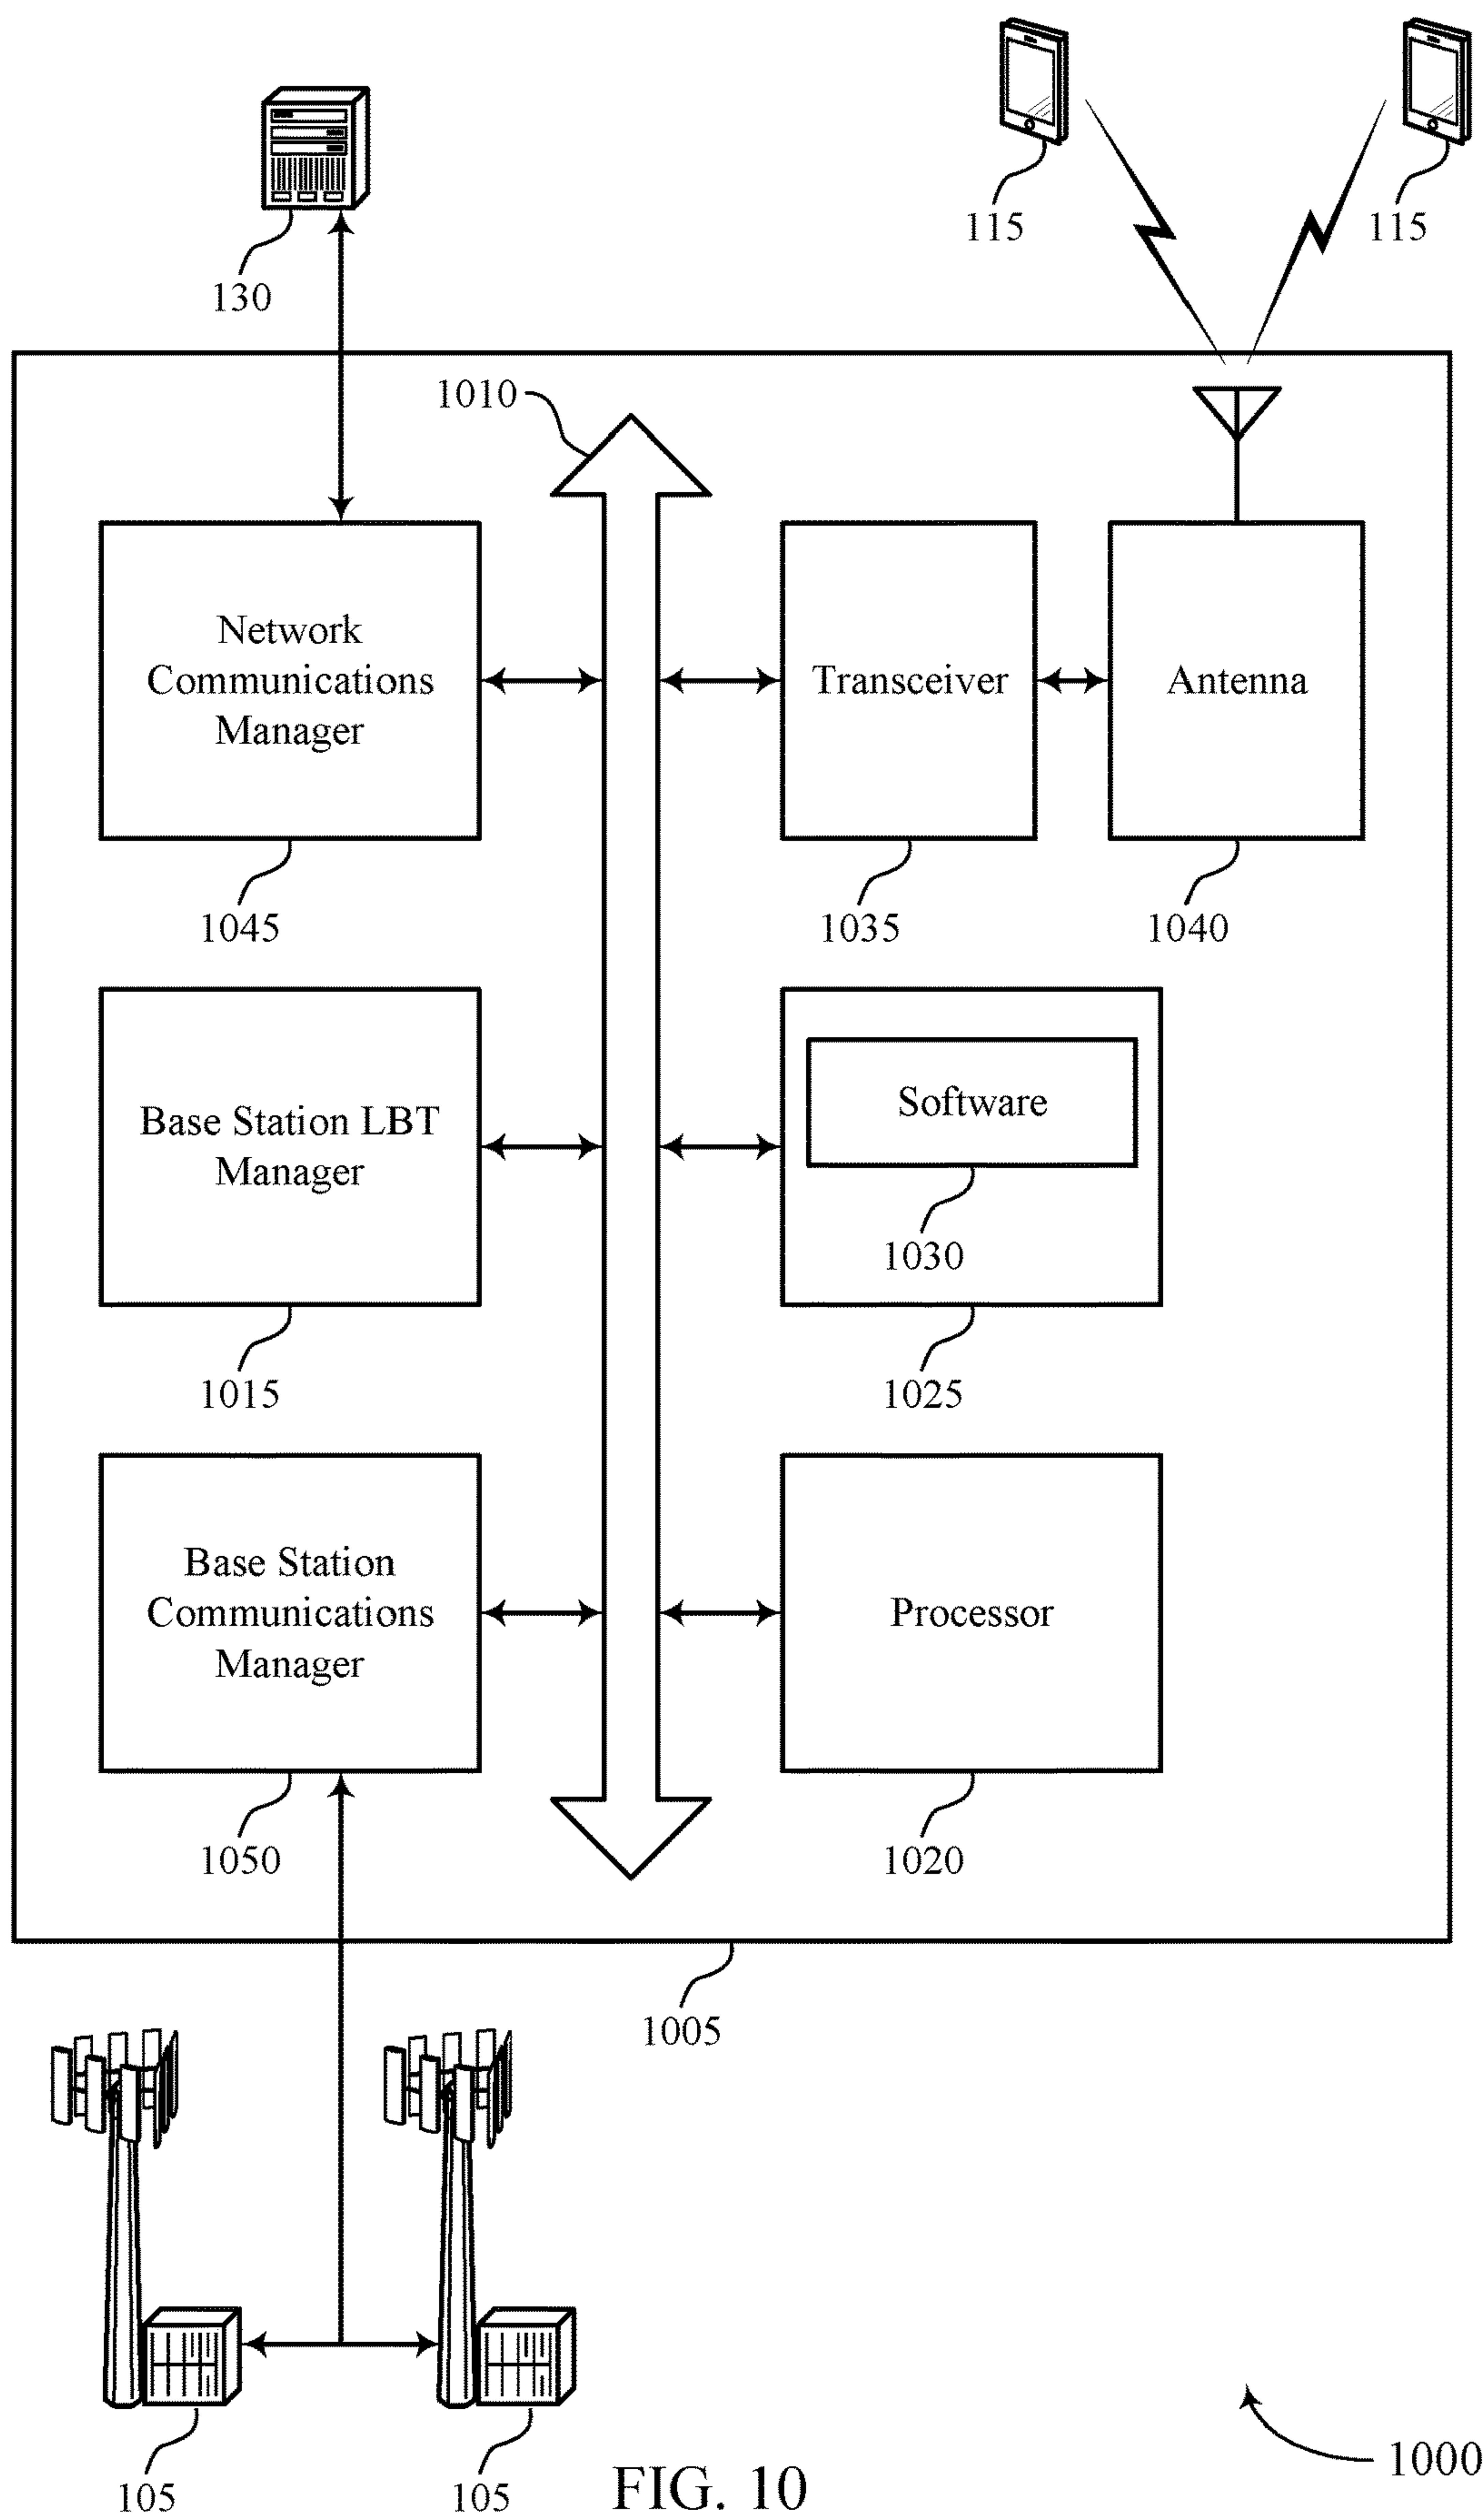 115
115
130
1010
Network
Communications
Manager
Transceiver
Antenna
1045
1035
1040
Base Station LBT
Manager
Software
1030
1015
1025
Base Station
Communications
Manager
Processor
1050
1020
1005
105
105
FIG. 10
1000